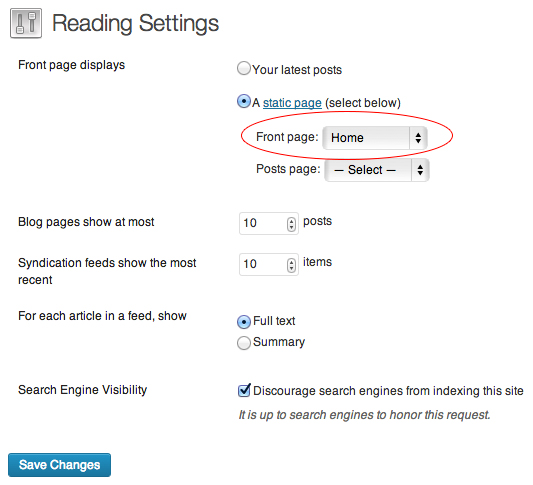 Reading Settings
Front page displays
Your latest posts
A static page (select below)
Front page: Home
Posts page: — Select —
Blog pages show at most 10 posts
Syndication feeds show the most recent 10 items
For each article in a feed, show
Full text
Summary
Search Engine Visibility
Discourage search engines from indexing this site
It is up to search engines to honor this request.
Save Changes